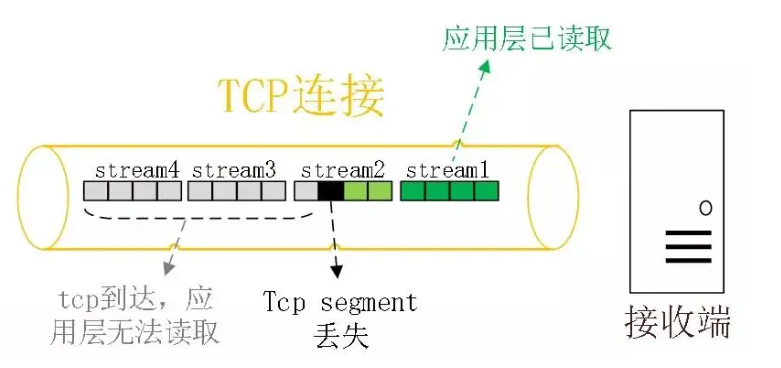 应用层已读取
TCP连接
stream4 stream3 stream2 stream1
tcp到达，应
用层无法读取
Tcp segment
丢失
接收端